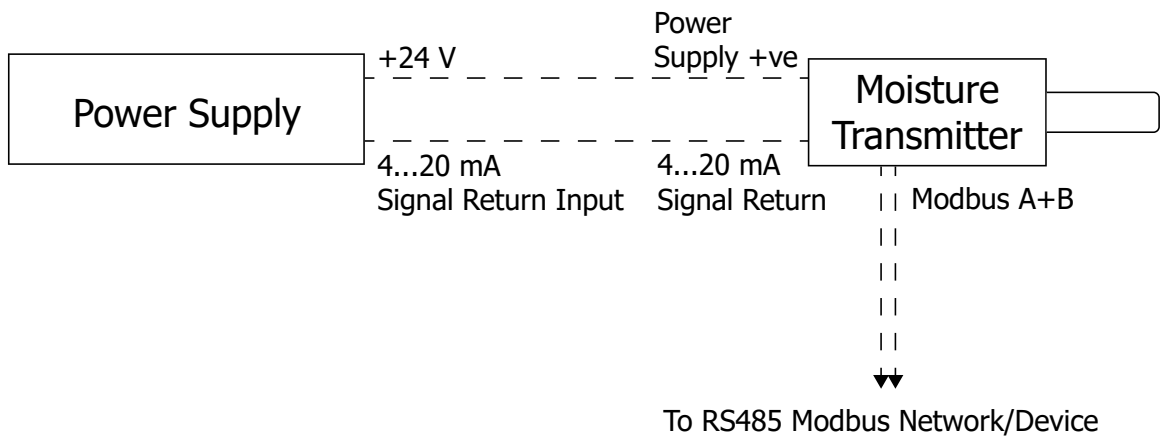 Power
+24 V
Supply +ve
Power Supply
Moisture
Transmitter
4...20 mA
Signal Return Input
4...20 mA
Signal Return
Modbus A+B
To RS485 Modbus Network/Device